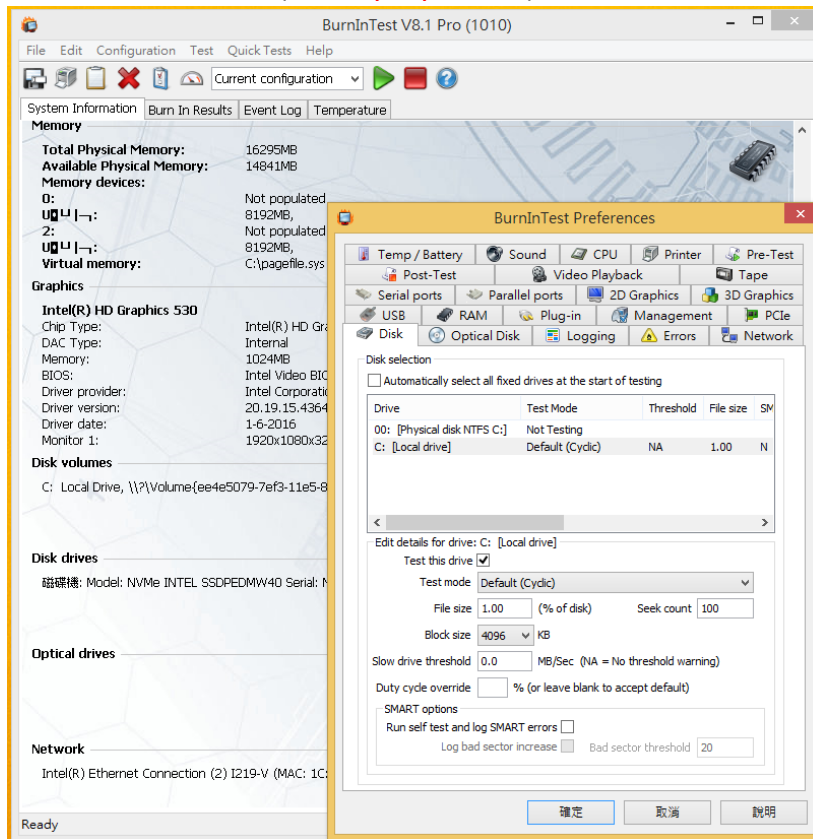 BurnInTest V8.1 Pro (1010)
File Edit Configuration Test Quick Tests Help
Current configuration
System Information Burn In Results Event Log Temperature
Memory
Total Physical Memory: 16295MB
Available Physical Memory: 14841MB
Memory devices:
0: Not populated
8192MB,
2: Not populated
8192MB,
Virtual memory: C:\pagefile.sys
Graphics
Intel(R) HD Graphics 530
Chip Type: Intel(R) HD Gra
DAC Type: Internal
Memory: 1024MB
BIOS: Intel Video BIO
Driver provider: Intel Corporatio
Driver version: 20.19.15.4364
Driver date: 1-6-2016
Monitor 1: 1920x1080x32
Disk volumes
C: Local Drive, \\?\Volume{ee4e5079-7ef3-11e5-8
Disk drives
磁碟機: Model: NVMe INTEL SSDPEDMW40 Serial:
Optical drives
Network
Intel(R) Ethernet Connection (2) I219-V (MAC: 1C:
Ready
BurnInTest Preferences
Temp / Battery Sound CPU Printer Pre-Test
Post-Test Video Playback Tape
Serial ports Parallel ports 2D Graphics 3D Graphics
USB RAM Plug-in Management PCIe
Disk Optical Disk Logging Errors Network
Disk selection
Automatically select all fixed drives at the start of testing
Drive Test Mode Threshold File size SM
00: [Physical disk NTFS C:] Not Testing
C: [Local drive] Default (Cyclic) NA 1.00 N
Edit details for drive: C: [Local drive]
Test this drive
Test mode Default (Cyclic)
File size 1.00 (% of disk) Seek count 100
Block size 4096 KB
Slow drive threshold 0.0 MB/Sec (NA = No threshold warning)
Duty cycle override % (or leave blank to accept default)
SMART options
Run self test and log SMART errors
Log bad sector increase Bad sector threshold 20
確定 取消 說明